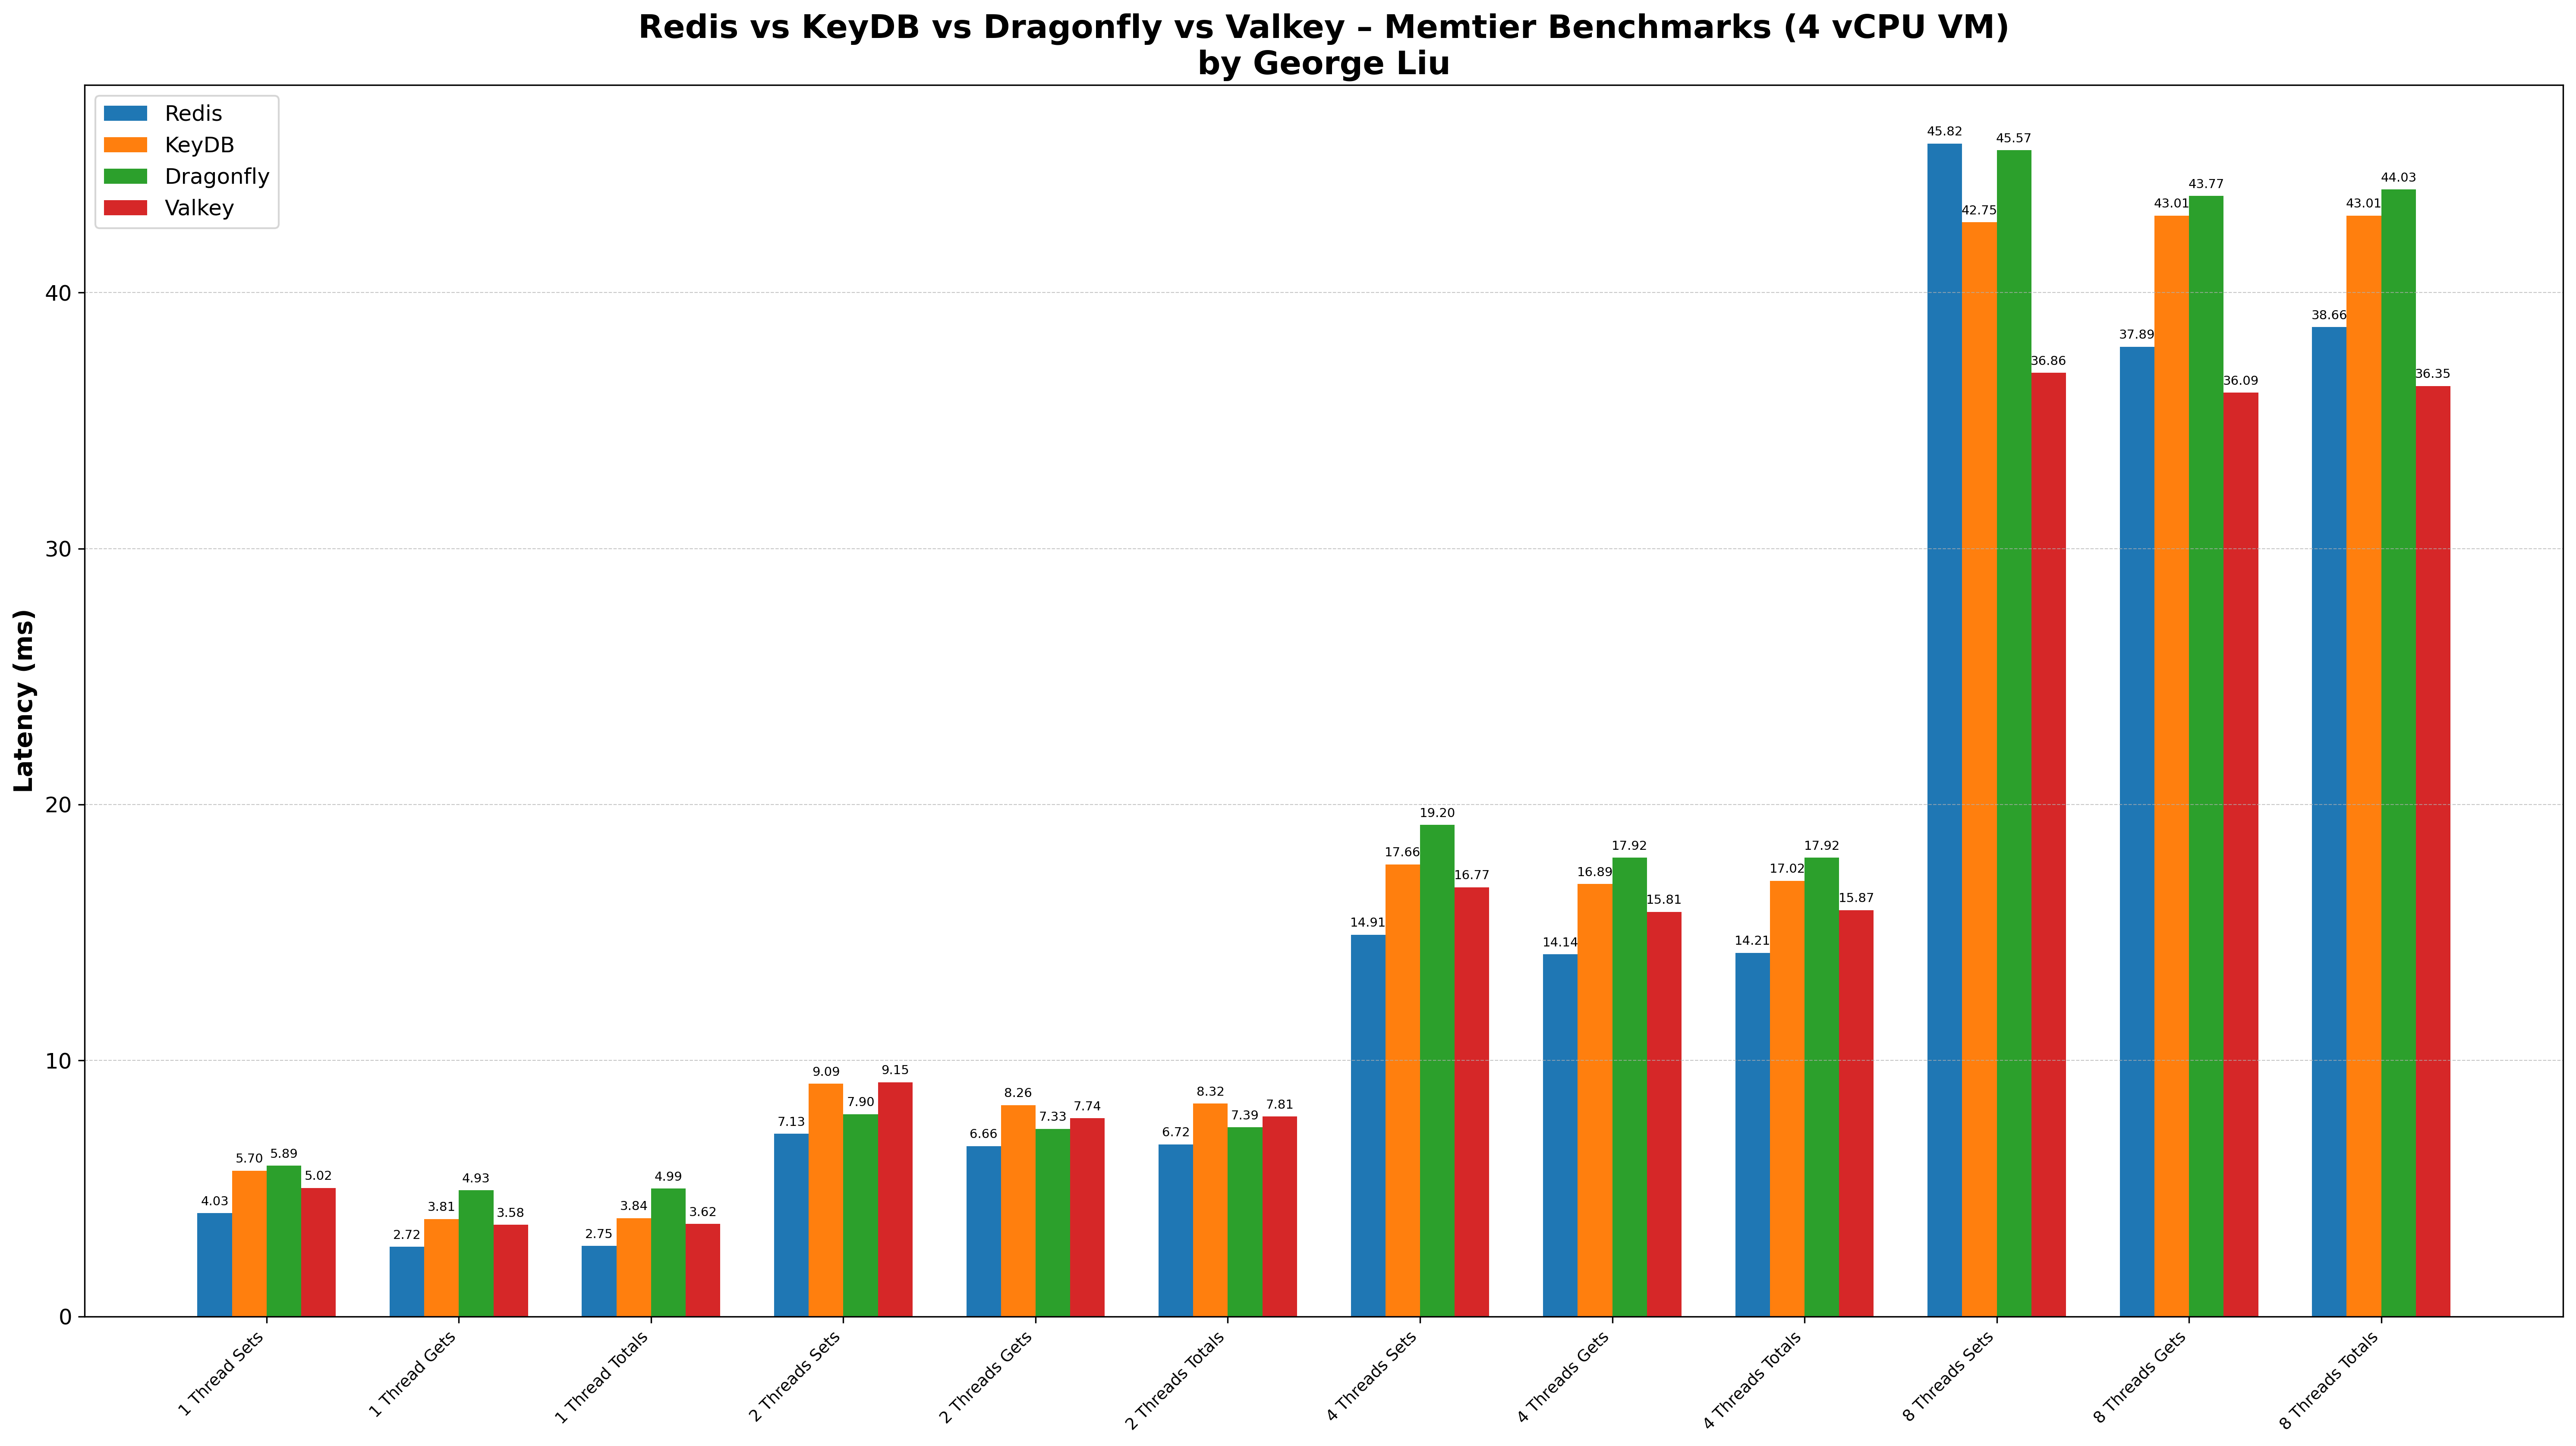 Redis vs KeyDB vs Dragonfly vs Valkey – Memtier Benchmarks (4 vCPU VM)
by George Liu
Redis
KeyDB
Dragonfly
Valkey
Latency (ms)
40
30
20
10
0
4.03
5.70
5.89
5.02
2.72
3.81
4.93
3.58
2.75
3.84
4.99
3.62
7.13
9.09
7.90
9.15
6.66
8.26
7.33
7.74
6.72
8.32
7.39
7.81
14.91
17.66
19.20
16.77
14.14
16.89
17.92
15.81
14.21
17.02
17.92
15.87
45.82
42.75
45.57
36.86
37.89
43.01
43.77
36.09
38.66
43.01
44.03
36.35
1 Thread Sets
1 Thread Gets
1 Thread Totals
2 Threads Sets
2 Threads Gets
2 Threads Totals
4 Threads Sets
4 Threads Gets
4 Threads Totals
8 Threads Sets
8 Threads Gets
8 Threads Totals